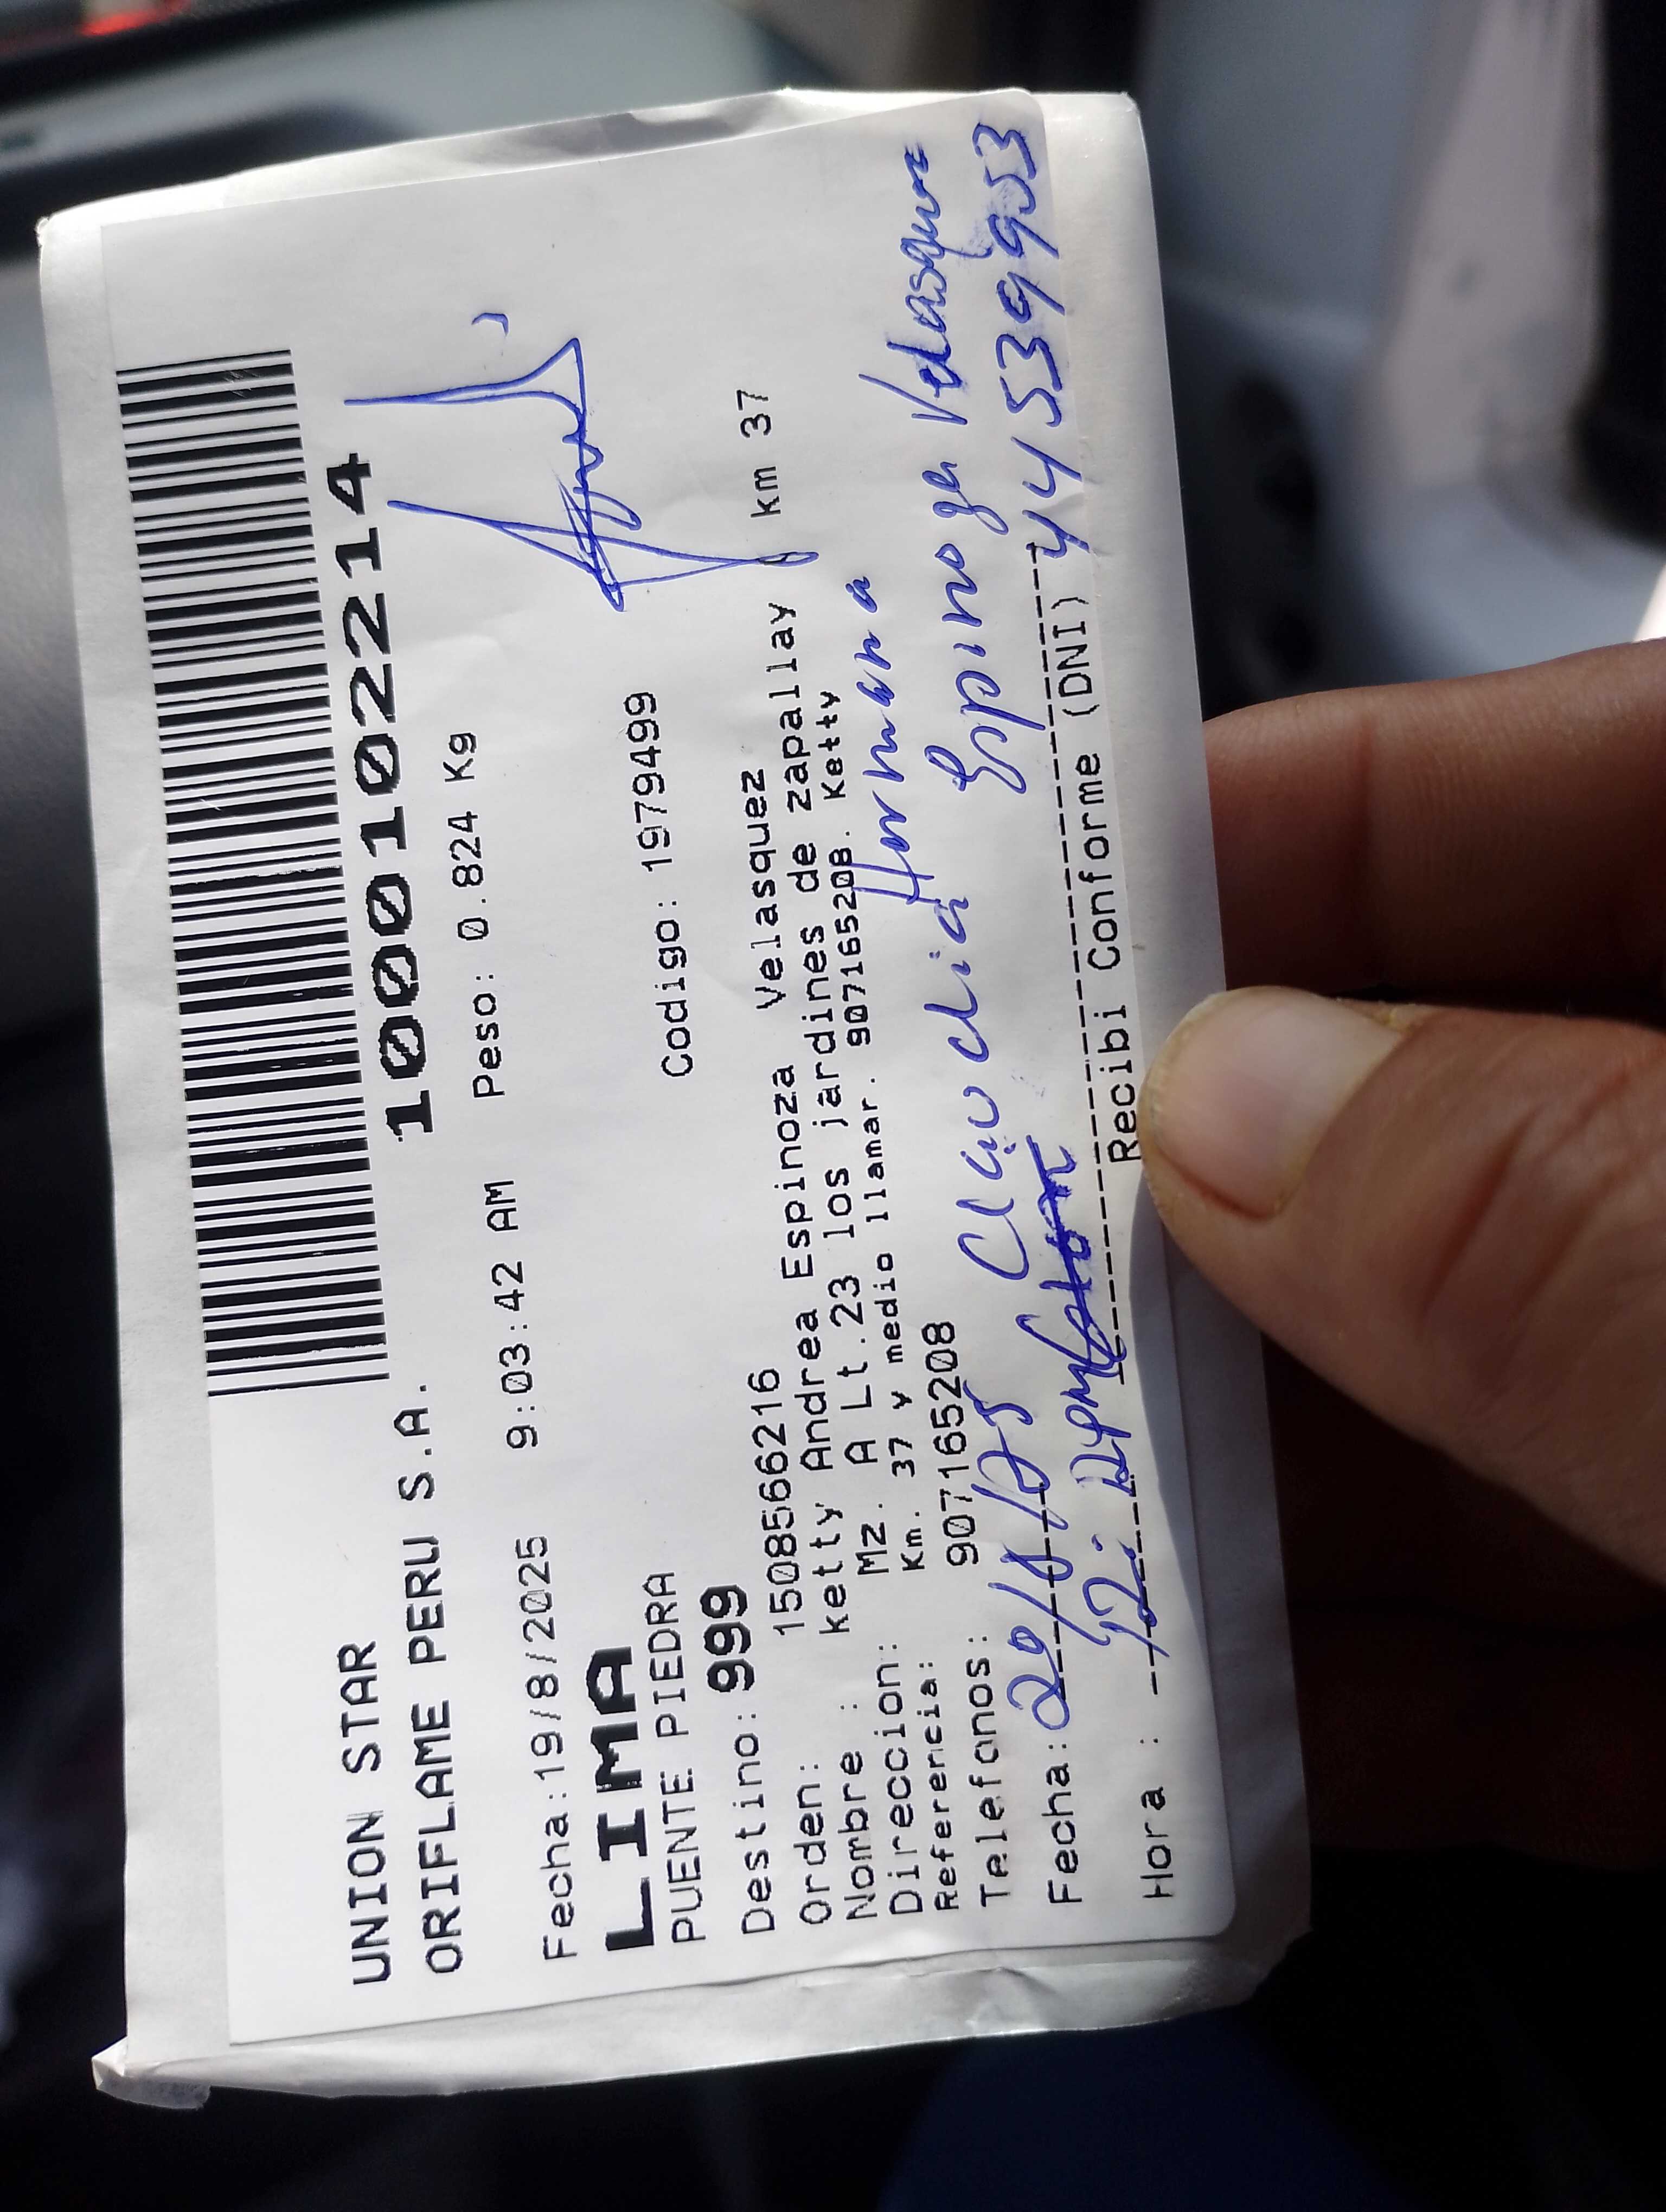 1000102214
UNION STAR
ORIFLAME PERU S.A.
Fecha:19/8/2025 9:03:42 AM Peso: 0.824 Kg
LIMA
PUENTE PIEDRA Codigo: 1979499
Destino: 999
Orden: 1508566216
Nombre : ketty Andrea Espinoza Velasquez
Direccion: Mz. A Lt.23 los jardines de zapallay km 37
Referencia: Km. 37 y medio llamar. 907165208. Ketty
Telefonos: 907165208
Hermana
Fecha: 20/8/25 Claudia Espinoza Velasquez
Hora : 12: 44539953
Recibi Conforme (DNI)